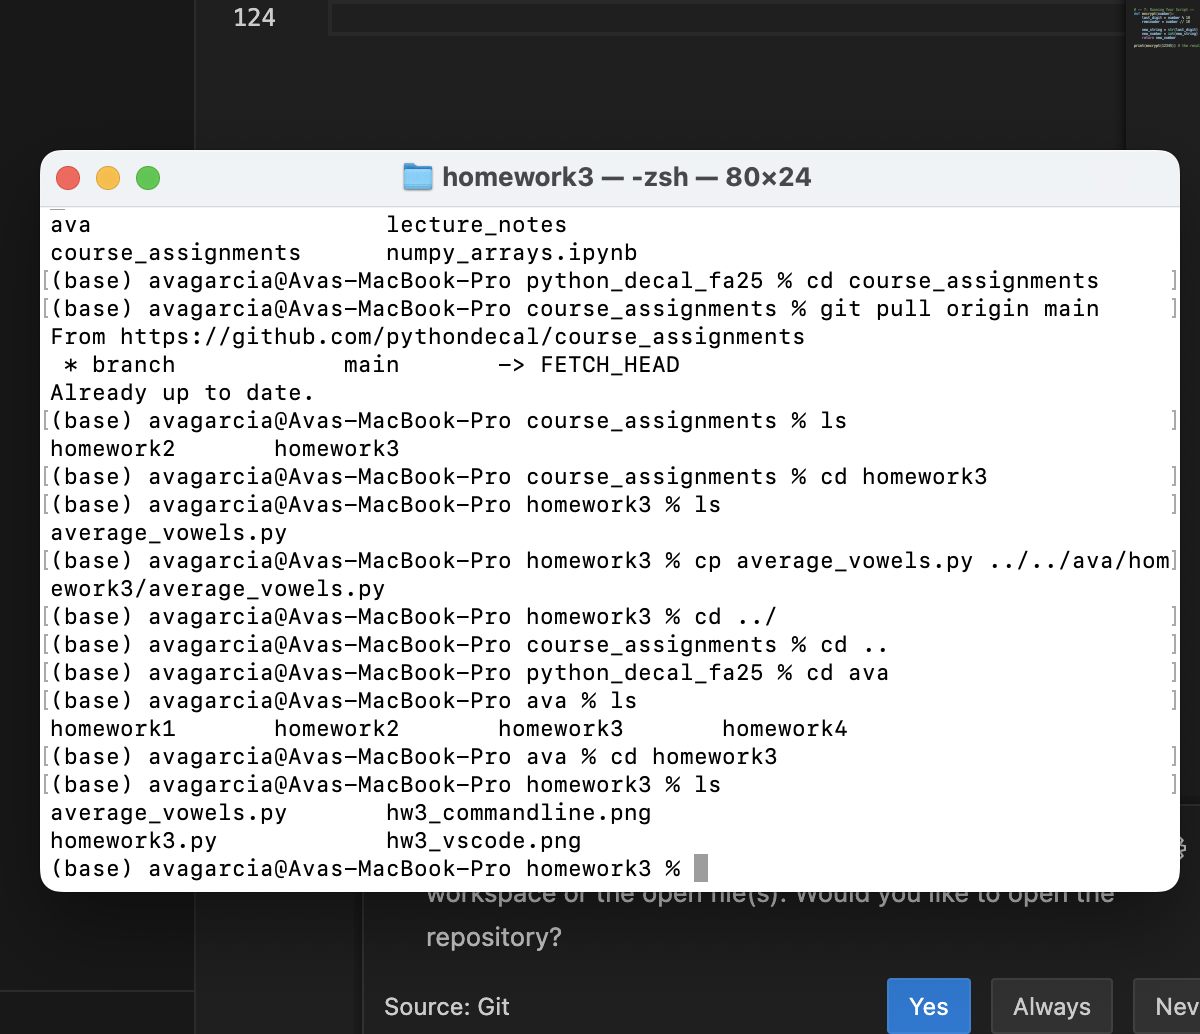 124
homework3 — -zsh — 80×24
ava                     lecture_notes
course_assignments      numpy_arrays.ipynb
[(base) avagarcia@Avas-MacBook-Pro python_decal_fa25 % cd course_assignments ]
[(base) avagarcia@Avas-MacBook-Pro course_assignments % git pull origin main ]
From https://github.com/pythondecal/course_assignments
 * branch            main       -> FETCH_HEAD
Already up to date.
[(base) avagarcia@Avas-MacBook-Pro course_assignments % ls ]
homework2       homework3
[(base) avagarcia@Avas-MacBook-Pro course_assignments % cd homework3 ]
[(base) avagarcia@Avas-MacBook-Pro homework3 % ls ]
average_vowels.py
[(base) avagarcia@Avas-MacBook-Pro homework3 % cp average_vowels.py ../../ava/hom]
ework3/average_vowels.py
[(base) avagarcia@Avas-MacBook-Pro homework3 % cd ../ ]
[(base) avagarcia@Avas-MacBook-Pro course_assignments % cd .. ]
[(base) avagarcia@Avas-MacBook-Pro python_decal_fa25 % cd ava ]
[(base) avagarcia@Avas-MacBook-Pro ava % ls ]
homework1       homework2       homework3       homework4
[(base) avagarcia@Avas-MacBook-Pro ava % cd homework3 ]
[(base) avagarcia@Avas-MacBook-Pro homework3 % ls ]
average_vowels.py       hw3_commandline.png
homework3.py            hw3_vscode.png
(base) avagarcia@Avas-MacBook-Pro homework3 %
workspace or the open file(s). Would you like to open the
repository?
Source: Git
Yes
Always
Nev